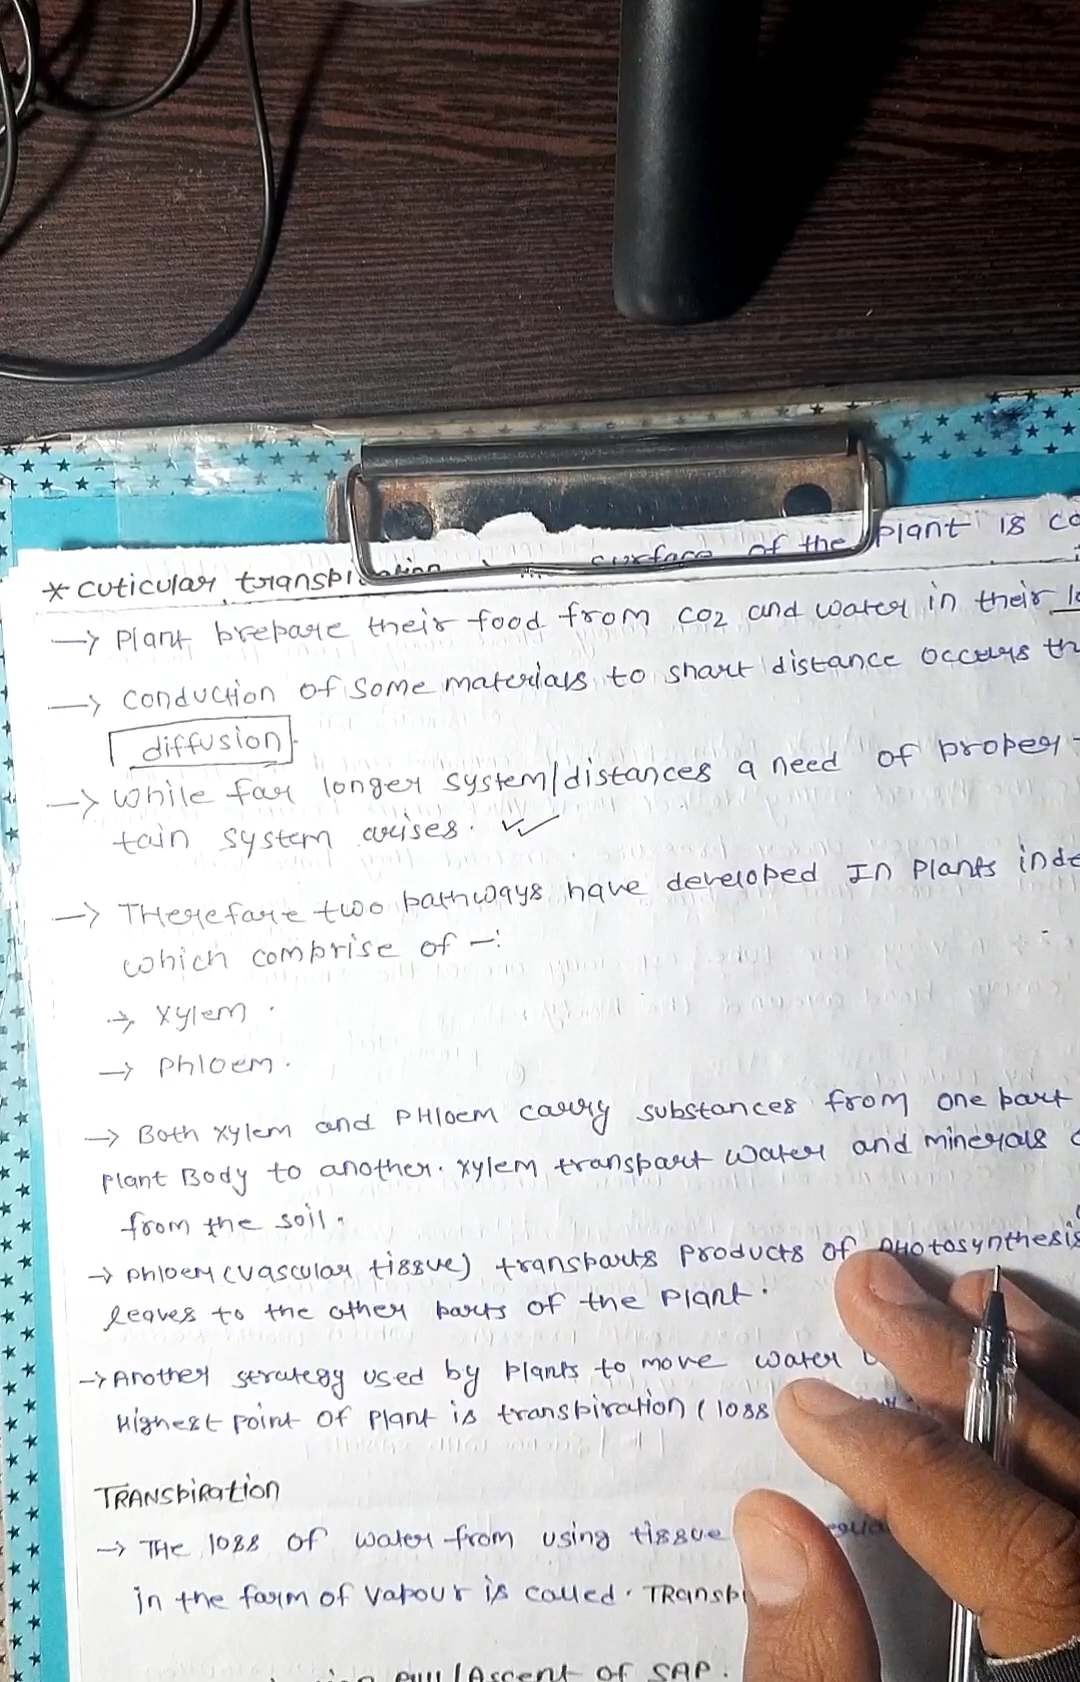 surface of the plant is
* cuticular transpiration
→ Plant prepare their food from CO2 and water in their
→ conduction of some materials to short distance occurs
diffusion
→ while for longer system/distances a need of proper
tain system arises.
→ THerefore two pathways have developed In Plants
which comprise of -:
→ Xylem.
→ Phloem.
→ Both xylem and PHloem carry substances from one part
Plant Body to another. xylem transport water and minerals
from the soil.
→ Phloem (vascular tissue) transports products of PHotosynthesis
leaves to the other parts of the plant.
→ Another strategy used by plants to move water
Highest point of plant is transpiration (loss
TRANSPIRATION
→ THe loss of water from using tissue
in the form of vapour is called. TRANSPI
Pull/Ascent of SAP.